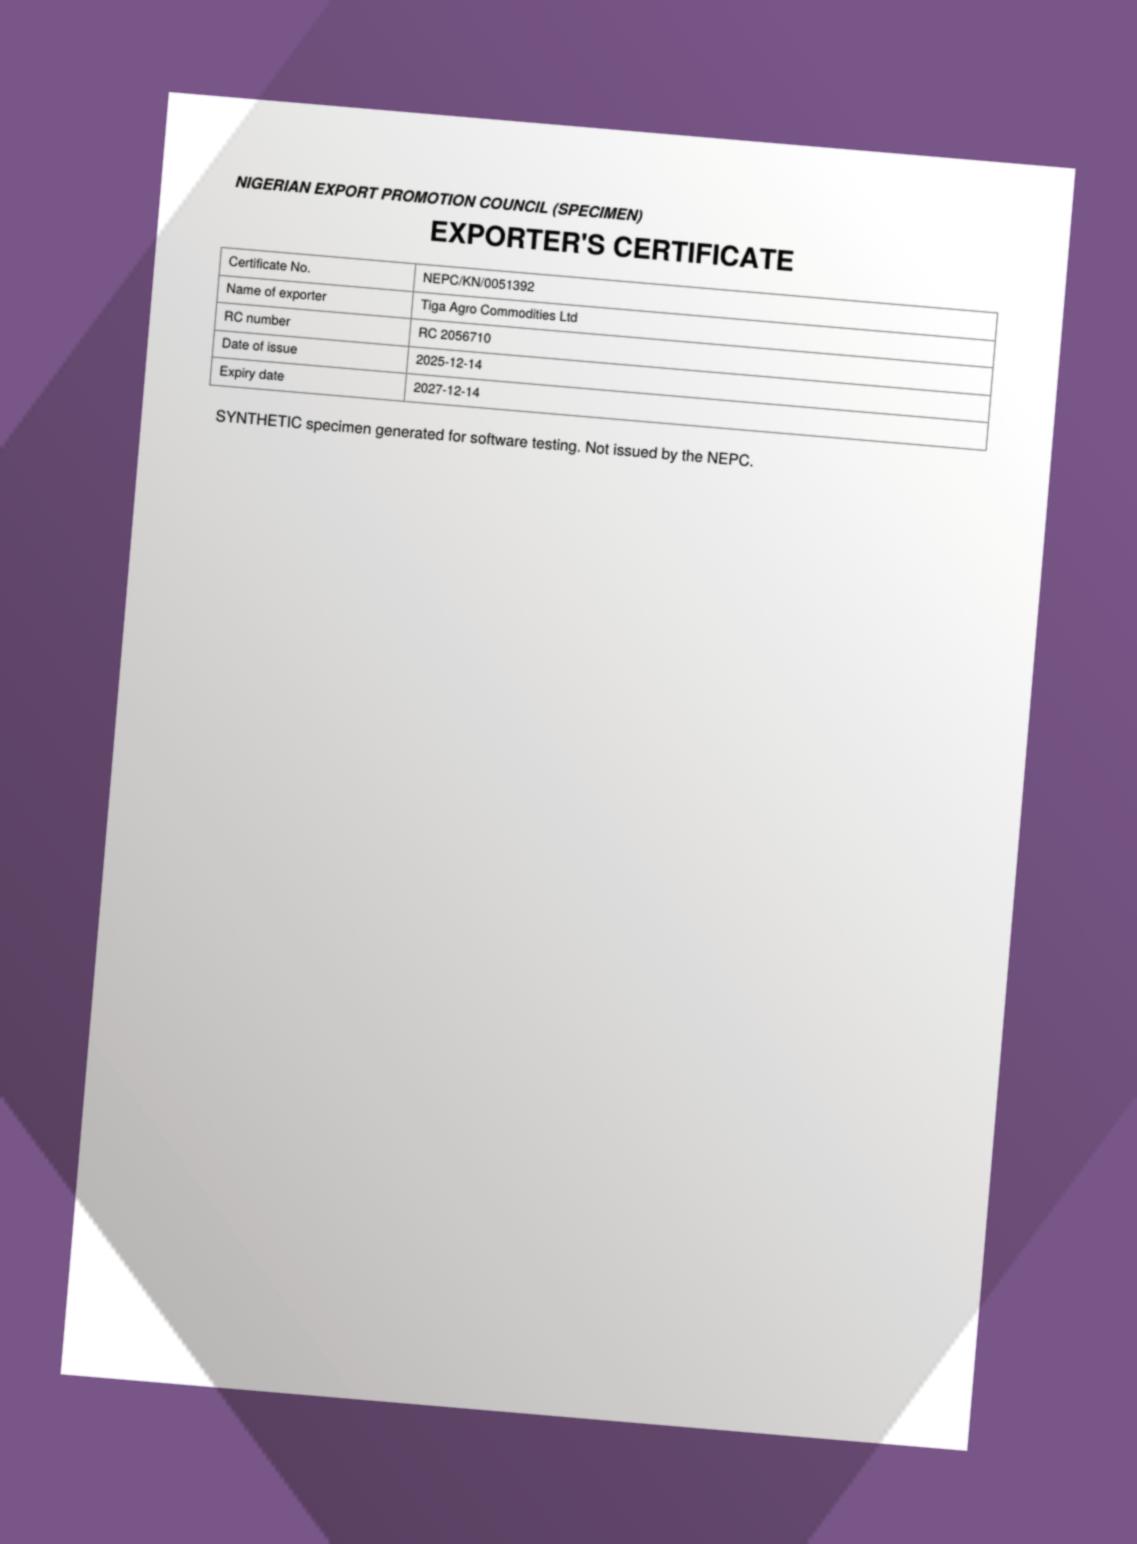 NIGERIAN EXPORT PROMOTION COUNCIL (SPECIMEN)
EXPORTER'S CERTIFICATE
Certificate No. NEPC/KN/0051392
Name of exporter Tiga Agro Commodities Ltd
RC number RC 2056710
Date of issue 2025-12-14
Expiry date 2027-12-14
SYNTHETIC specimen generated for software testing. Not issued by the NEPC.